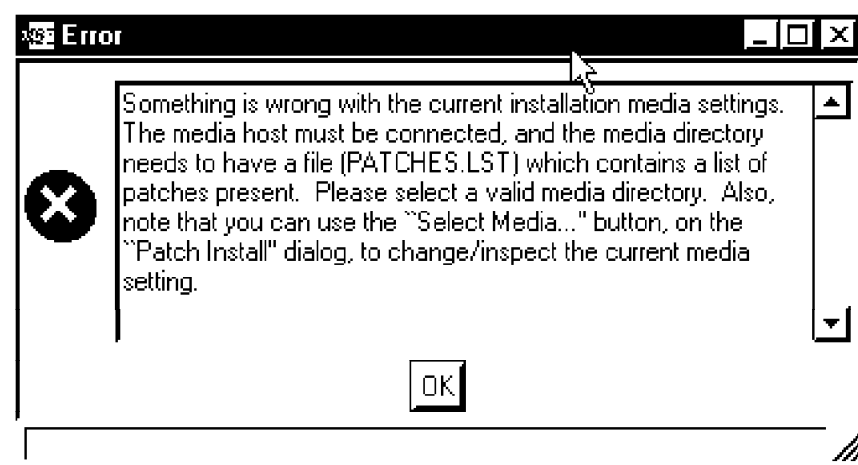 Error
Something is wrong with the current installation media settings.
The media host must be connected, and the media directory
needs to have a file (PATCHES.LST) which contains a list of
patches present.  Please select a valid media directory.  Also,
note that you can use the ``Select Media..." button, on the
``Patch Install" dialog, to change/inspect the current media
setting.
OK